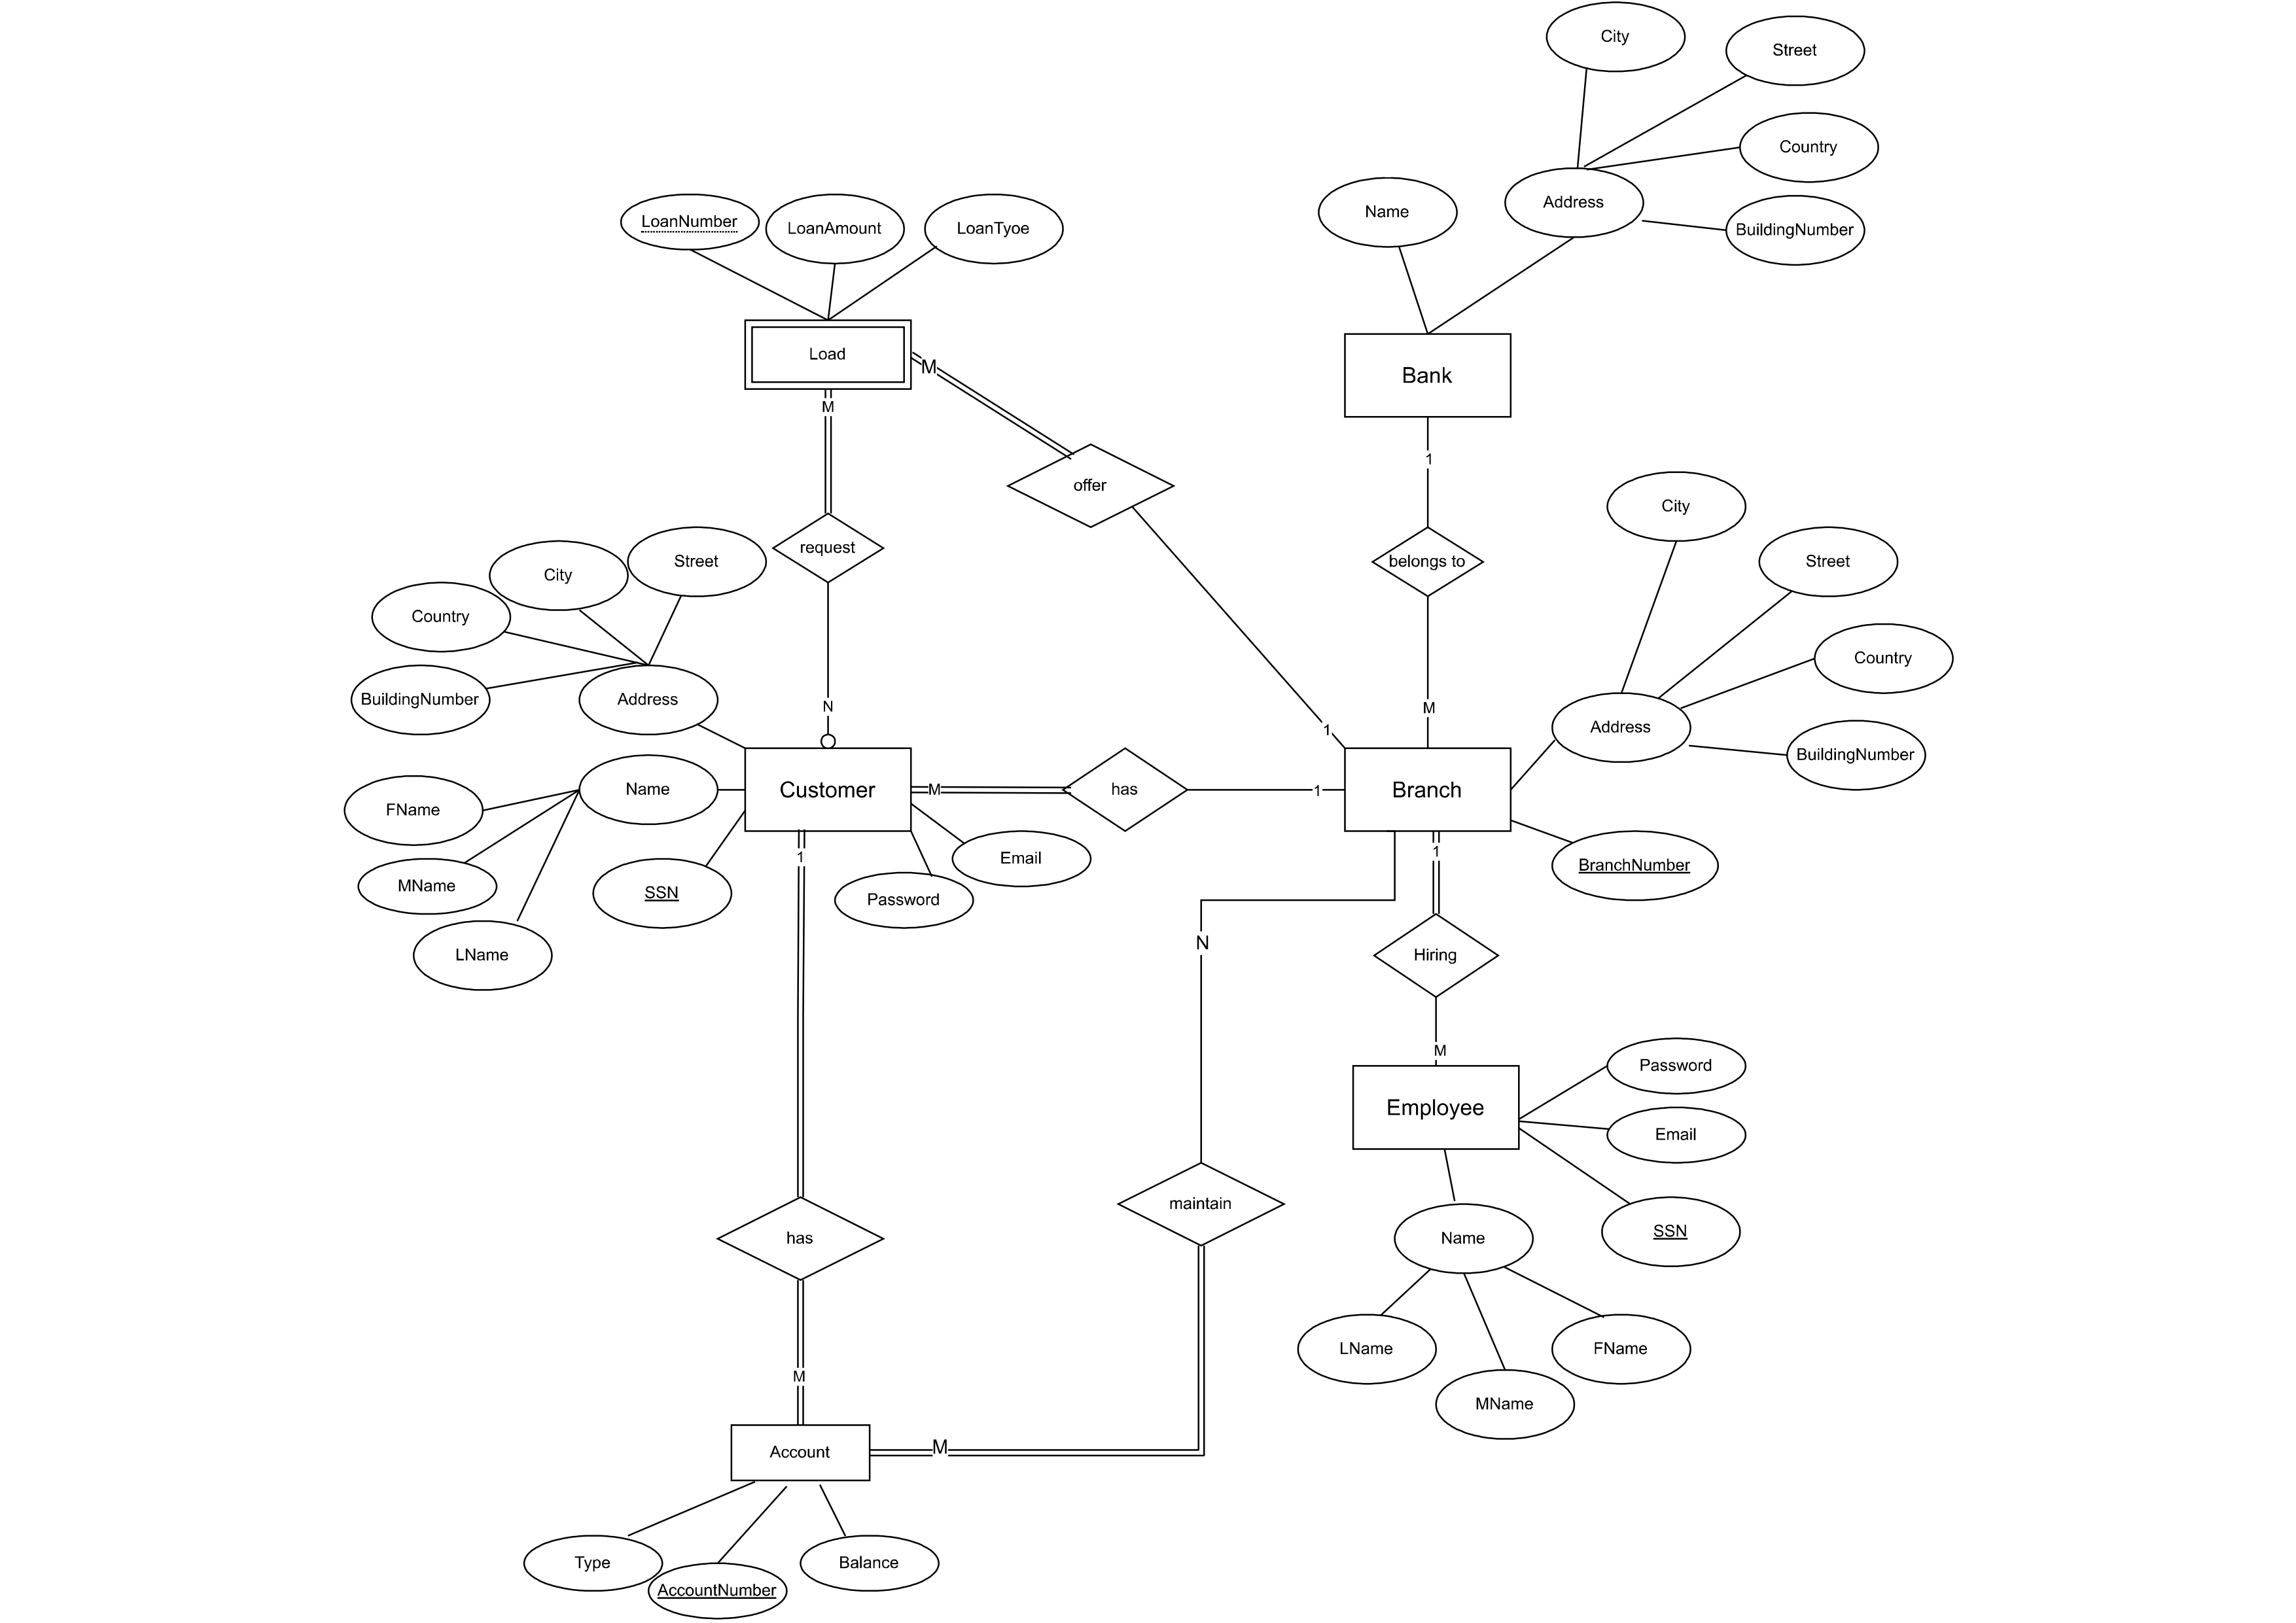 City
Street
Country
Address
BuildingNumber
Name
LoanNumber
LoanAmount
LoanTyoe
Load
M
M
Bank
1
offer
request
belongs to
City
Street
Country
BuildingNumber
Address
N
1
M
City
Street
Country
Address
BuildingNumber
Customer
Name
FName
MName
LName
SSN
Password
Email
M
has
1
Branch
BranchNumber
1
1
N
Hiring
M
Employee
Password
Email
SSN
Name
LName
MName
FName
has
maintain
M
Account
M
Type
AccountNumber
Balance